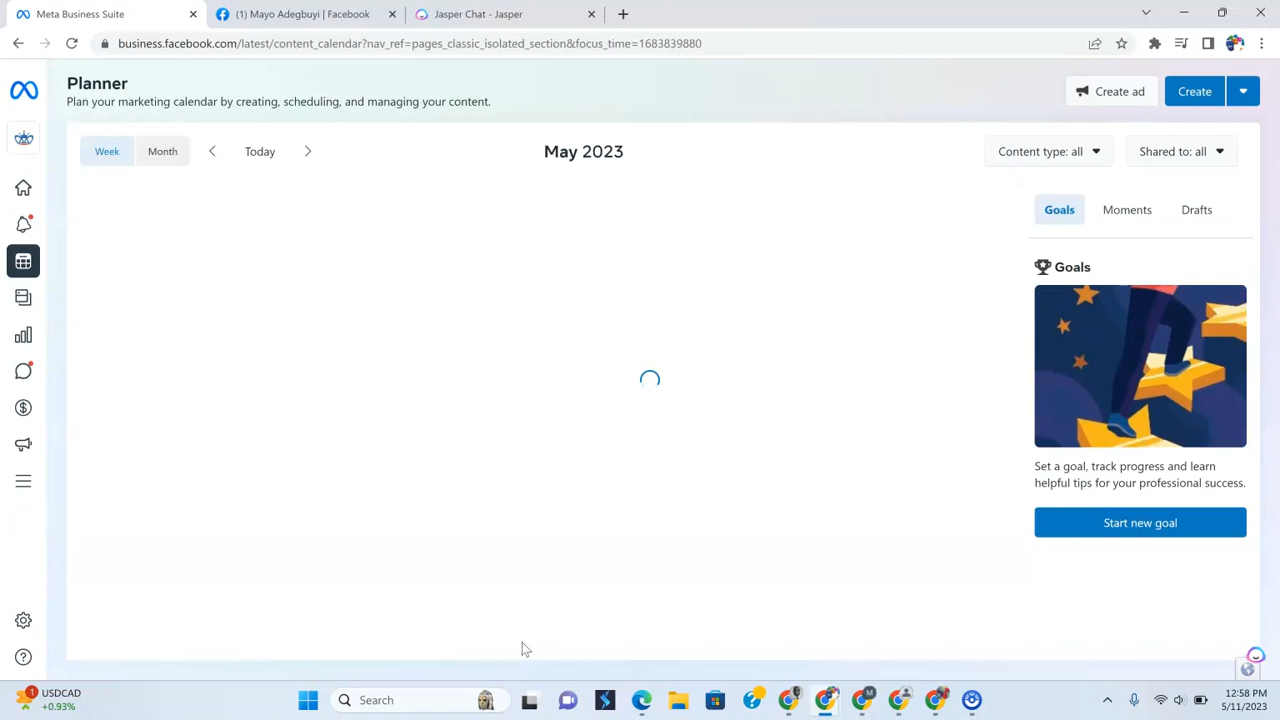 Meta Business Suite
(1) Mayo Adegbuyi | Facebook
Jasper Chat - Jasper
business.facebook.com/latest/content_calendar?nav_ref=pages_classic_isolated_section&focus_time=1683839880
Planner
Plan your marketing calendar by creating, scheduling, and managing your content.
Create ad
Create
Week
Month
Today
May 2023
Content type: all
Shared to: all
Goals
Moments
Drafts
Goals
Set a goal, track progress and learn
helpful tips for your professional success.
Start new goal
1
USDCAD
+0.93%
Search
M
12:58 PM
5/11/2023